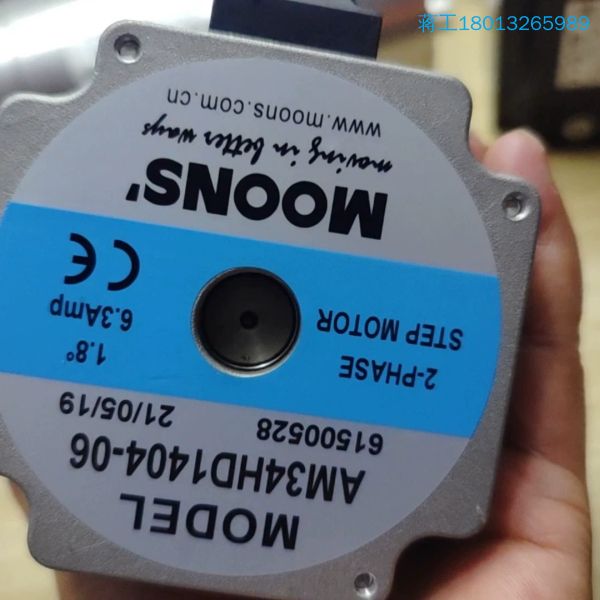 蒋工18013265989
MODEL
AM34HD1404-06
61500528 21/05/19
2-PHASE 1.8°
STEP MOTOR 6.3Amp
CE
MOONS'
moving in better ways
www.moons.com.cn